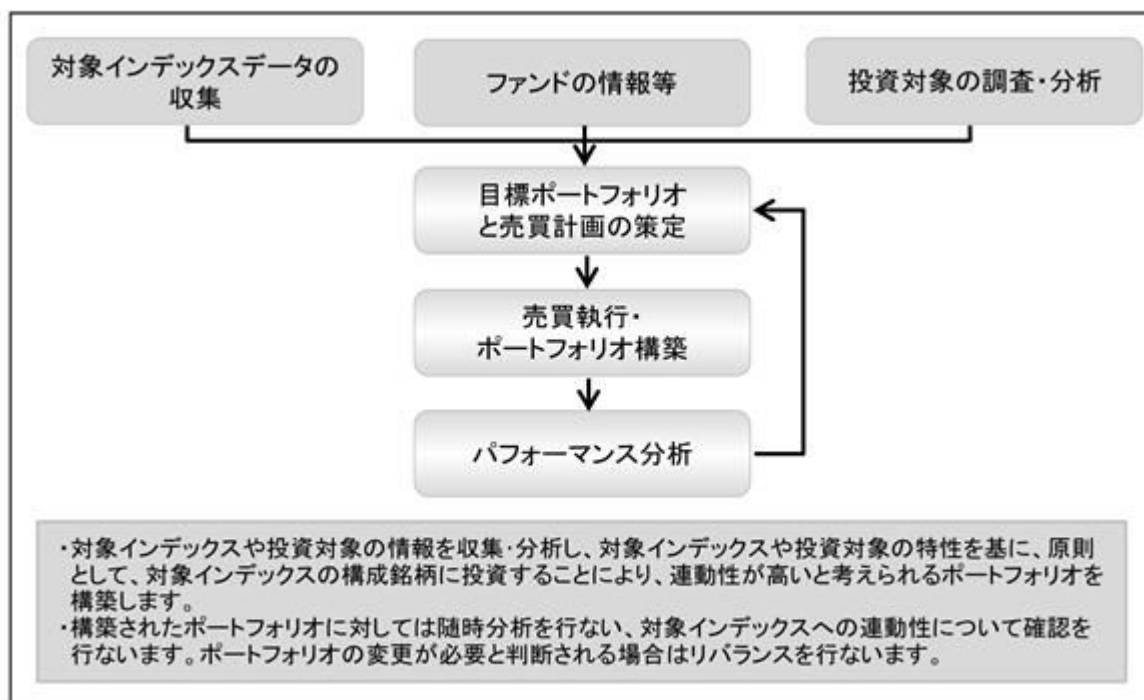 対象インデックスデータの
収集
ファンドの情報等
投資対象の調査・分析
目標ポートフォリオ
と売買計画の策定
売買執行・
ポートフォリオ構築
パフォーマンス分析
・対象インデックスや投資対象の情報を収集・分析し、対象インデックスや投資対象の特性を基に、原則
として、対象インデックスの構成銘柄に投資することにより、連動性が高いと考えられるポートフォリオを
構築します。
・構築されたポートフォリオに対しては随時分析を行ない、対象インデックスへの連動性について確認を
行ないます。ポートフォリオの変更が必要と判断される場合はリバランスを行ないます。